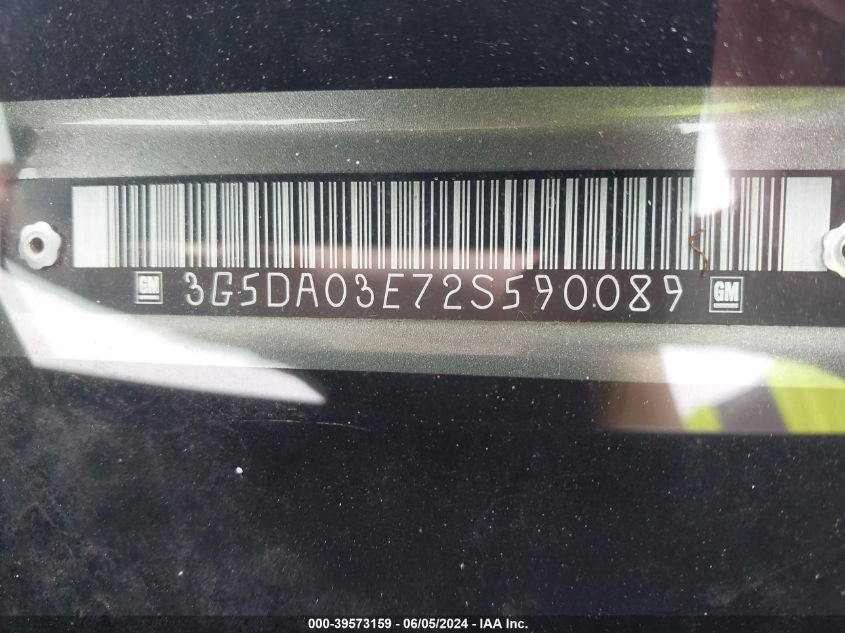 GM 3G5DA03E72S590089 GM
000-39573159 - 06/05/2024 - IAA Inc.